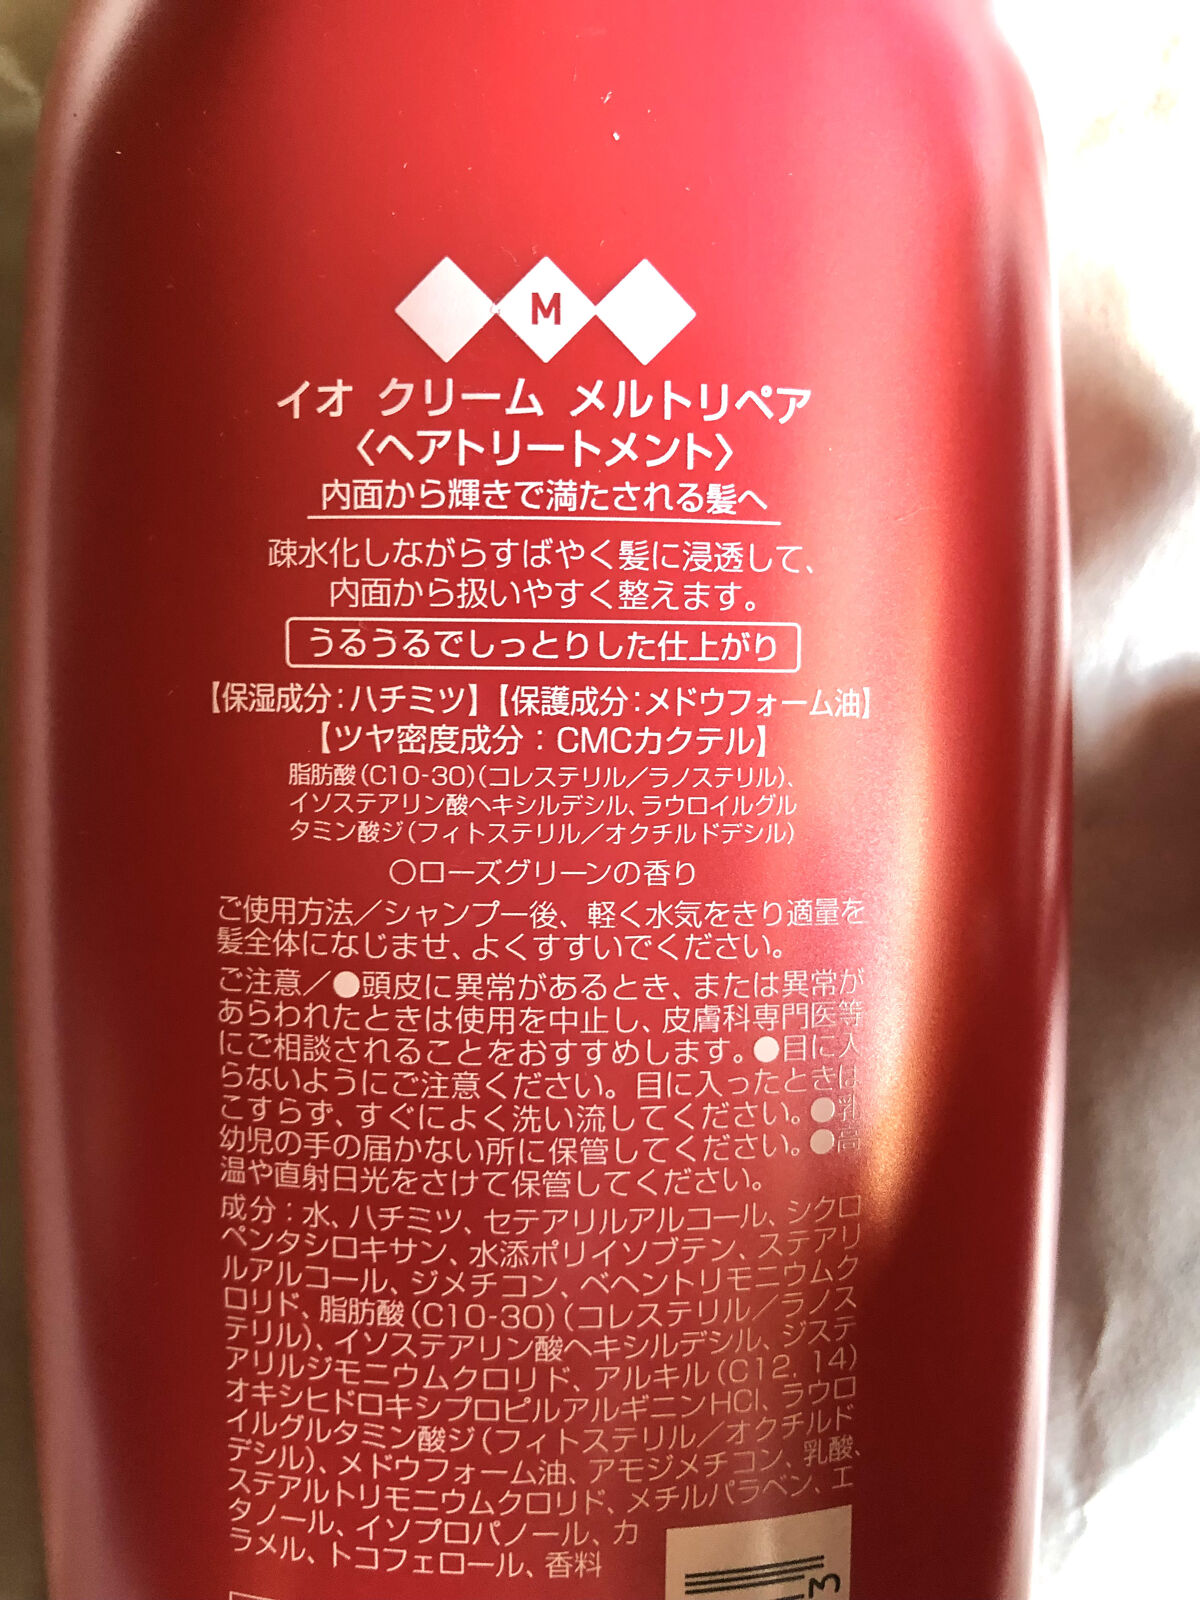 M
イオ クリーム メルトリペア
〈ヘアトリートメント〉
内面から輝きで満たされる髪へ
疎水化しながらすばやく髪に浸透して、
内面から扱いやすく整えます。
うるうるでしっとりした仕上がり
【保湿成分：ハチミツ】【保護成分：メドウフォーム油】
【ツヤ密度成分：CMCカクテル】
脂肪酸（C10-30）（コレステリル／ラノステリル）、
イソステアリン酸ヘキシルデシル、ラウロイルグル
タミン酸ジ（フィトステリル／オクチルドデシル）
○ローズグリーンの香り
ご使用方法／シャンプー後、軽く水気をきり適量を
髪全体になじませ、よくすすいでください。
ご注意／●頭皮に異常があるとき、または異常が
あらわれたときは使用を中止し、皮膚科専門医等
にご相談されることをおすすめします。●目に入
らないようにご注意ください。目に入ったときは
こすらず、すぐによく洗い流してください。●乳
幼児の手の届かない所に保管してください。●高
温や直射日光をさけて保管してください。
成分：水、ハチミツ、セテアリルアルコール、シクロ
ペンタシロキサン、水添ポリイソブテン、ステアリ
ルアルコール、ジメチコン、ベヘントリモニウムク
ロリド、脂肪酸（C10-30）（コレステリル／ラノス
テリル）、イソステアリン酸ヘキシルデシル、ジステ
アリルジモニウムクロリド、アルキル（C12，14）
オキシヒドロキシプロピルアルギニンHCl、ラウロ
イルグルタミン酸ジ（フィトステリル／オクチルド
デシル）、メドウフォーム油、アモジメチコン、乳酸、
ステアルトリモニウムクロリド、メチルパラベン、エ
タノール、イソプロパノール、カ
ラメル、トコフェロール、香料
3